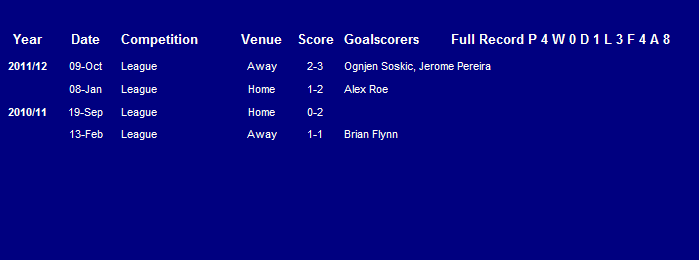 Year Date Competition Venue Score Goalscorers Full Record P 4 W 0 D 1 L 3 F 4 A 8
2011/12 09-Oct League Away 2-3 Ognjen Soskic, Jerome Pereira
08-Jan League Home 1-2 Alex Roe
2010/11 19-Sep League Home 0-2
13-Feb League Away 1-1 Brian Flynn